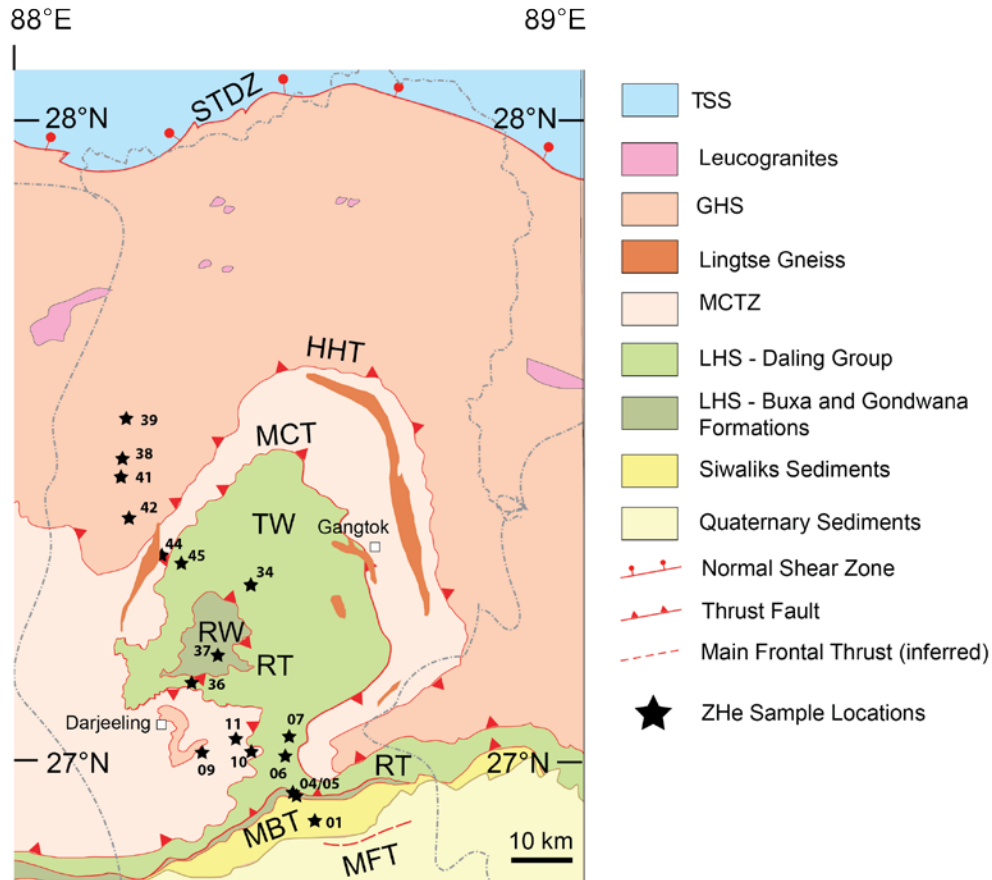 88°E
89°E
STDZ
28°N
28°N
HHT
39
MCT
38
41
42
TW
Gangtok
44
45
34
RW
37
RT
36
Darjeeling
11
07
09
10
06
27°N
RT
27°N
04/05
MBT
01
MFT
10 km
TSS
Leucogranites
GHS
Lingtse Gneiss
MCTZ
LHS - Daling Group
LHS - Buxa and Gondwana
Formations
Siwaliks Sediments
Quaternary Sediments
Normal Shear Zone
Thrust Fault
Main Frontal Thrust (inferred)
ZHe Sample Locations